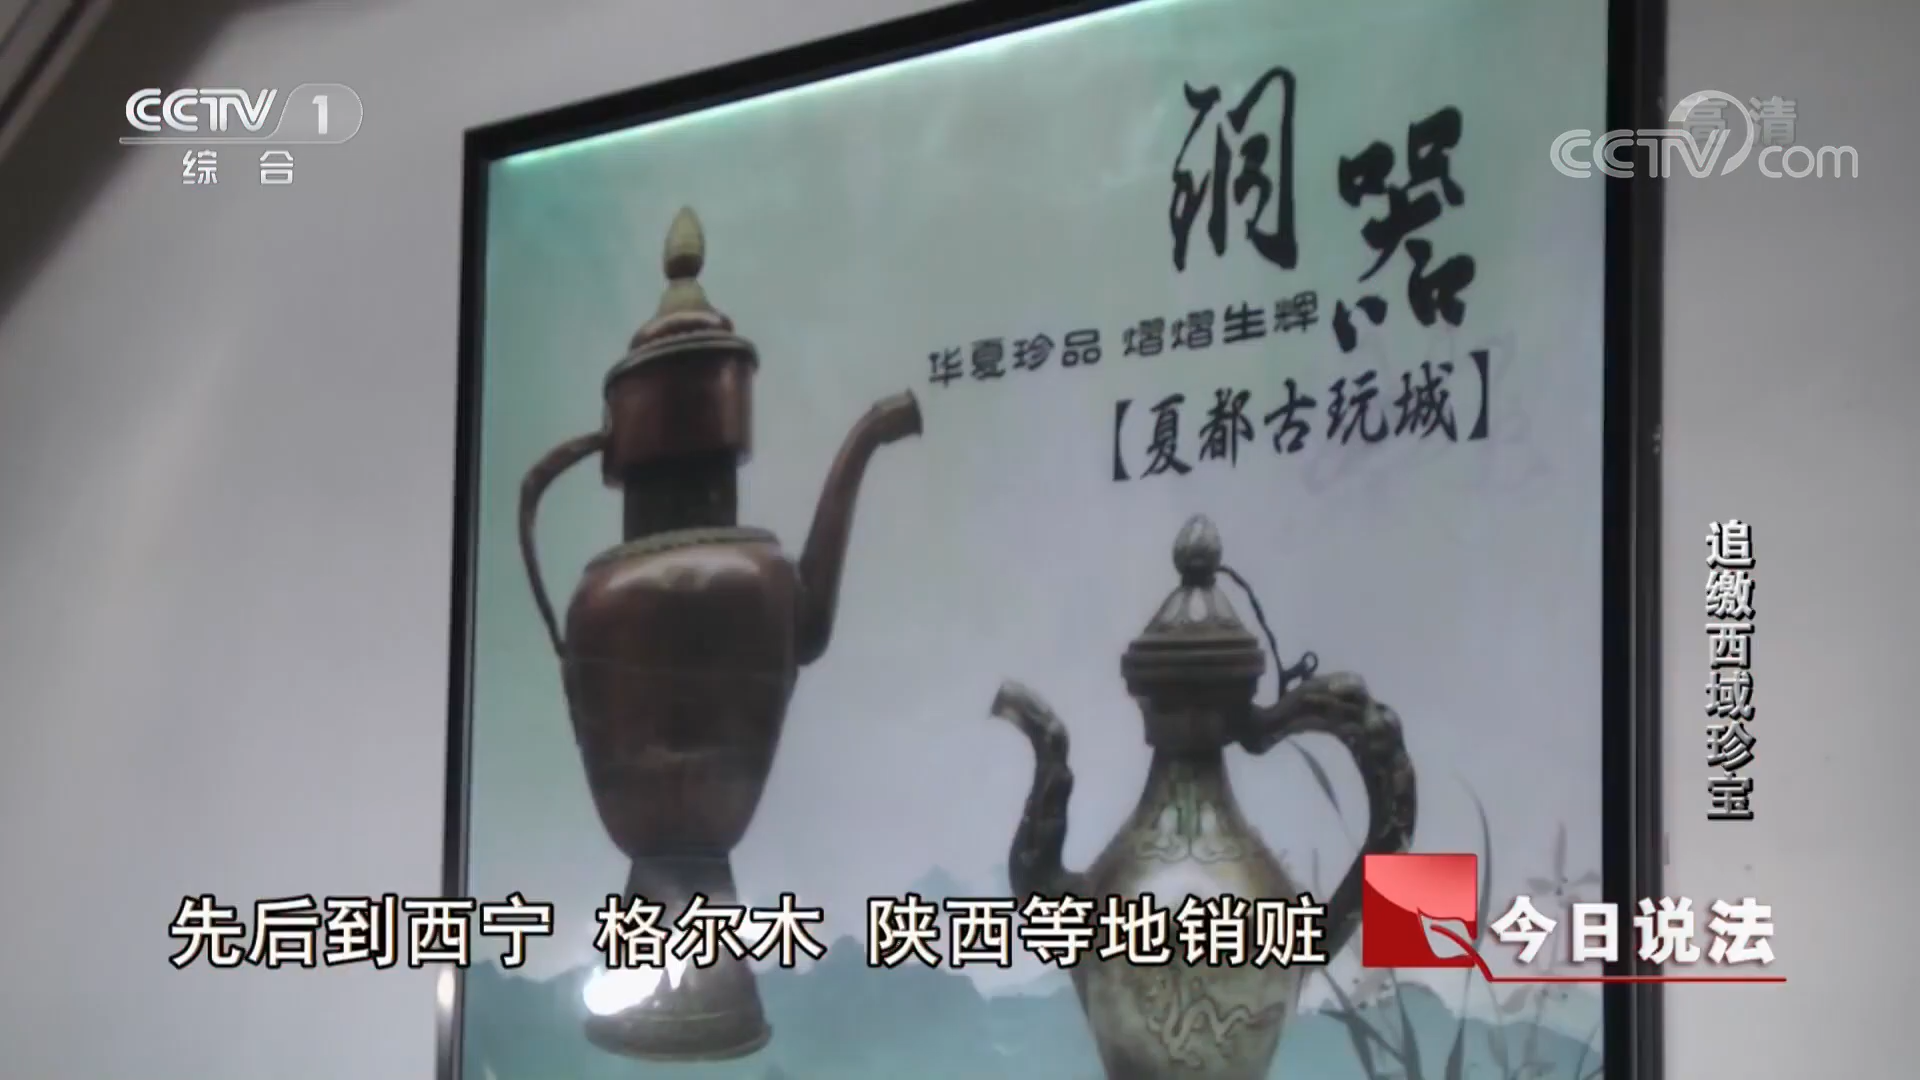 CCTV 1
综合
高清
CCTV com
铜器
华夏珍品 熠熠生辉
【夏都古玩城】
追缴西域珍宝
先后到西宁 格尔木 陕西等地销赃
今日说法